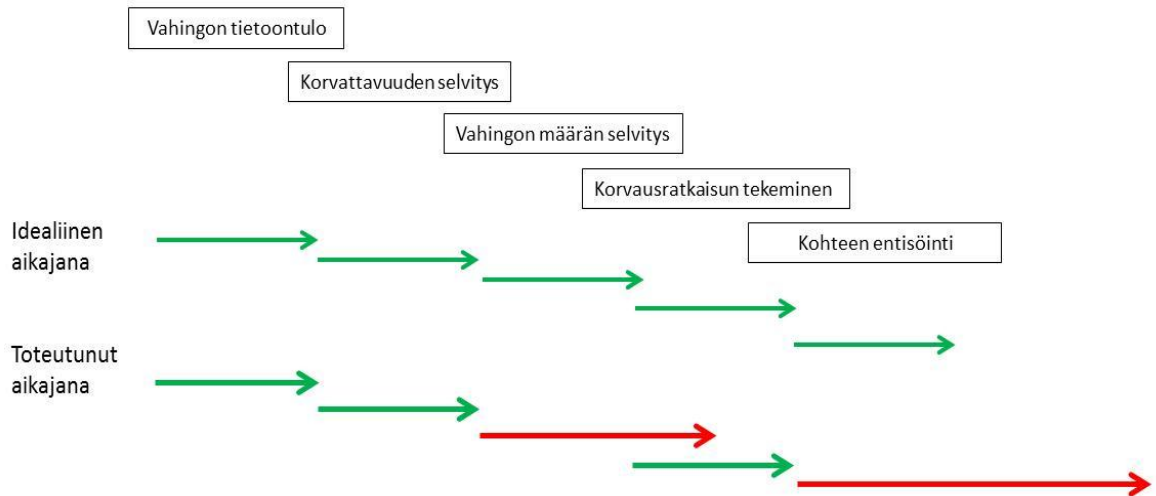 Vahingon tietoontulo
Korvattavuuden selvitys
Vahingon määrän selvitys
Korvausratkaisun tekeminen
Kohteen entisöinti
Idealiinen
aikajana
Toteutunut
aikajana